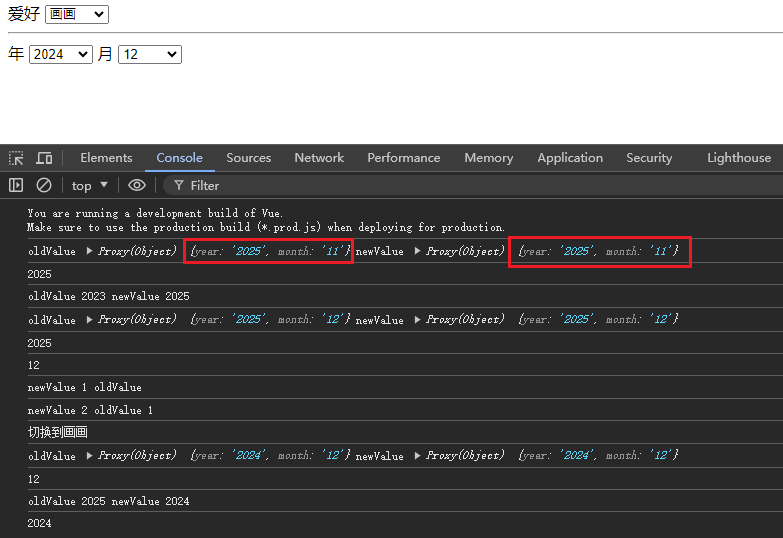 爱好 画画
年 2024 月 12
Elements Console Sources Network Performance Memory Application Security Lighthouse
top Filter
You are running a development build of Vue.
Make sure to use the production build (*.prod.js) when deploying for production.
oldValue ▶ Proxy(Object) {year: '2025', month: '11'} newValue ▶ Proxy(Object) {year: '2025', month: '11'}
2025
oldValue 2023 newValue 2025
oldValue ▶ Proxy(Object) {year: '2025', month: '12'} newValue ▶ Proxy(Object) {year: '2025', month: '12'}
2025
12
newValue 1 oldValue
newValue 2 oldValue 1
切换到画画
oldValue ▶ Proxy(Object) {year: '2024', month: '12'} newValue ▶ Proxy(Object) {year: '2024', month: '12'}
12
oldValue 2025 newValue 2024
2024